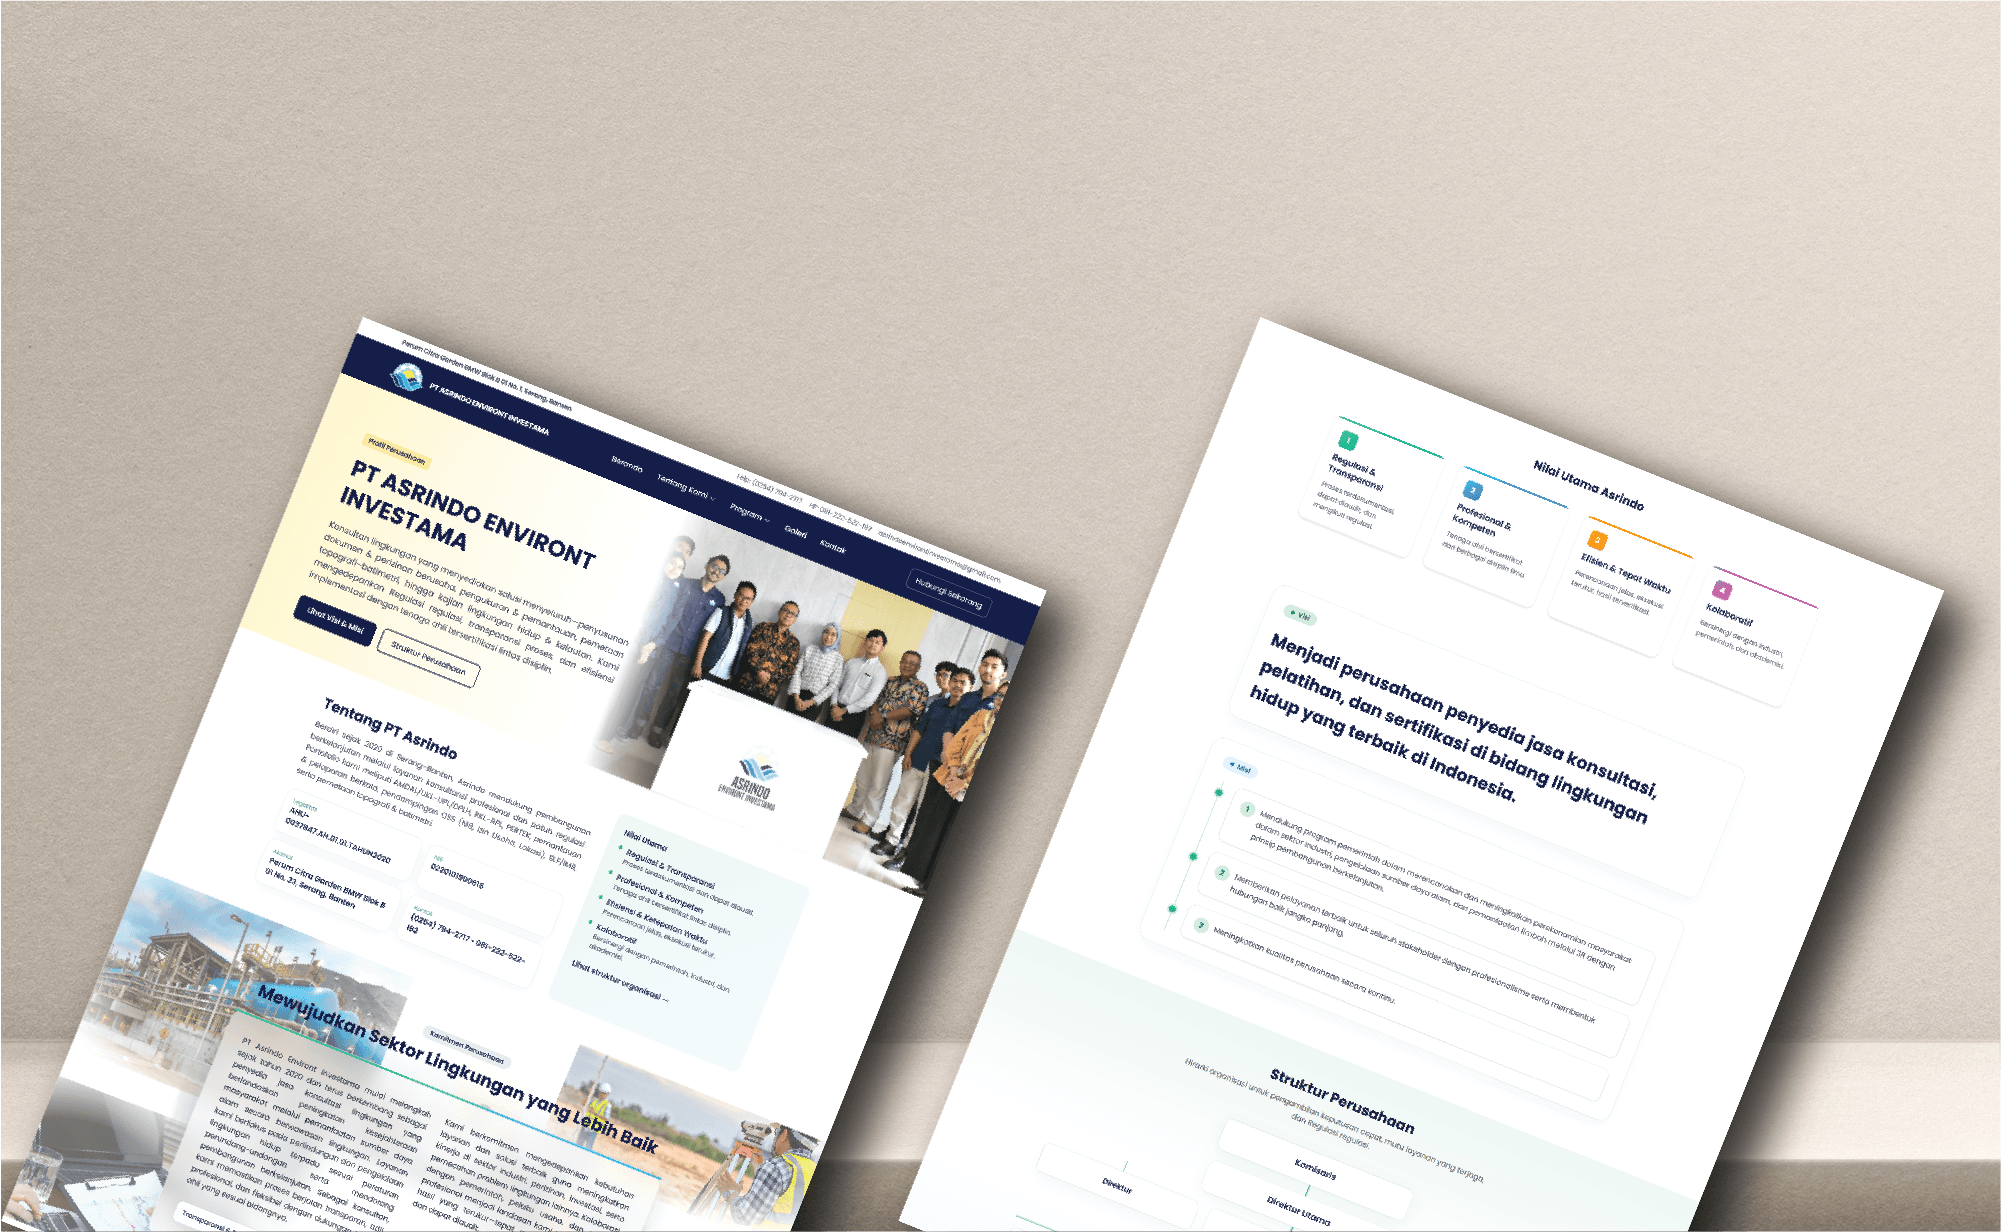 Perum Citra Garden BMW Blok B 01 No. 1, Serang, Banten
Telp: (0254) 794-2717
HP: 081-222-522-192
asrindoenvirontinvestama@gmail.com
PT ASRINDO ENVIRONT INVESTAMA
Beranda
Tentang Kami
Program
Galeri
Kontak
Hubungi Sekarang
Profil Perusahaan
PT ASRINDO ENVIRONT
INVESTAMA
Konsultan lingkungan yang menyediakan solusi menyeluruh—penyusunan
dokumen & perizinan berusaha, pengukuran & pemantauan, pemetaan
topografi-batimetri, hingga kajian lingkungan hidup & kelautan. Kami
mengedepankan Regulasi regulasi, transparansi proses, dan efisiensi
implementasi dengan tenaga ahli bersertifikasi lintas disiplin.
Lihat Visi & Misi
Struktur Perusahaan
ASRINDO
ENVIRONT INVESTAMA
Tentang PT Asrindo
Berdiri sejak 2020 di Serang-Banten, Asrindo mendukung pembangunan
berkelanjutan melalui layanan konsultansi profesional dan patuh regulasi.
Portofolio kami meliputi AMDAL/UKL-UPL/DPLH, RKL-RPL, PERTEK, pemantauan
& pelaporan berkala, pendampingan OSS (NIB, Izin Usaha, Lokasi), SLF/IMB,
serta pemetaan topografi & batimetri.
Legalitas
AHU-
0037847.AH.01.01.TAHUN2020
NIB
0220101900616
Alamat
Perum Citra Garden BMW Blok B
01 No. 23, Serang, Banten
Kontak
(0254) 794-2717 • 081-222-522-
192
Nilai Utama
Regulasi & Transparansi
Proses terdokumentasi dan dapat diaudit.
Profesional & Kompeten
Tenaga ahli bersertifikat lintas disiplin.
Efisiensi & Ketepatan Waktu
Perencanaan jelas, eksekusi terukur.
Kolaboratif
Bersinergi dengan pemerintah, industri, dan
akademisi.
Lihat struktur organisasi →
Komitmen Perusahaan
Mewujudkan Sektor Lingkungan yang Lebih Baik
PT Asrindo Environt Investama mulai melangkah
sejak tahun 2020 dan terus berkembang sebagai
penyedia jasa konsultasi lingkungan yang
berlandaskan peningkatan kesejahteraan
masyarakat melalui pemanfaatan sumber daya
alam secara berwawasan lingkungan. Layanan
kami berfokus pada perlindungan dan pengelolaan
lingkungan hidup terpadu sesuai peraturan
perundang-undangan serta mendorong
pembangunan berkelanjutan. Sebagai konsultan,
kami memastikan proses berjalan transparan, adil,
profesional, dan fleksibel dengan dukungan
ahli yang sesuai bidangnya.
Kami berkomitmen mengedepankan kebutuhan
layanan dan solusi terbaik guna meningkatkan
kinerja di sektor industri, perizinan, investasi, serta
pemecahan problem lingkungan lainnya. Kolaborasi
dengan pemerintah, pelaku usaha, dan
profesional menjadi landasan kami
hasil yang terukur-tepat
dan dapat diaudit.
Transparansi &
Nilai Utama Asrindo
1
Regulasi &
Transparansi
Proses terdokumentasi,
dapat diaudit, dan
mengikuti regulasi.
2
Profesional &
Kompeten
Tenaga ahli bersertifikat
dari berbagai disiplin ilmu.
3
Efisien & Tepat Waktu
Perencanaan jelas, eksekusi
terukur, hasil terverifikasi.
4
Kolaboratif
Bersinergi dengan industri,
pemerintah, dan akademisi.
Visi
Menjadi perusahaan penyedia jasa konsultasi,
pelatihan, dan sertifikasi di bidang lingkungan
hidup yang terbaik di Indonesia.
Misi
1
Mendukung program pemerintah dalam merencanakan dan meningkatkan perekonomian masyarakat
dalam sektor industri, pengelolaan sumber daya alam, dan pemanfaatan limbah melalui 3R dengan
prinsip pembangunan berkelanjutan.
2
Memberikan pelayanan terbaik untuk seluruh stakeholder dengan profesionalisme serta membentuk
hubungan baik jangka panjang.
3
Meningkatkan kualitas perusahaan secara kontinu.
Struktur Perusahaan
Hirarki organisasi untuk pengambilan keputusan cepat, mutu layanan yang terjaga,
dan Regulasi regulasi.
Komisaris
Direktur Utama
Direktur